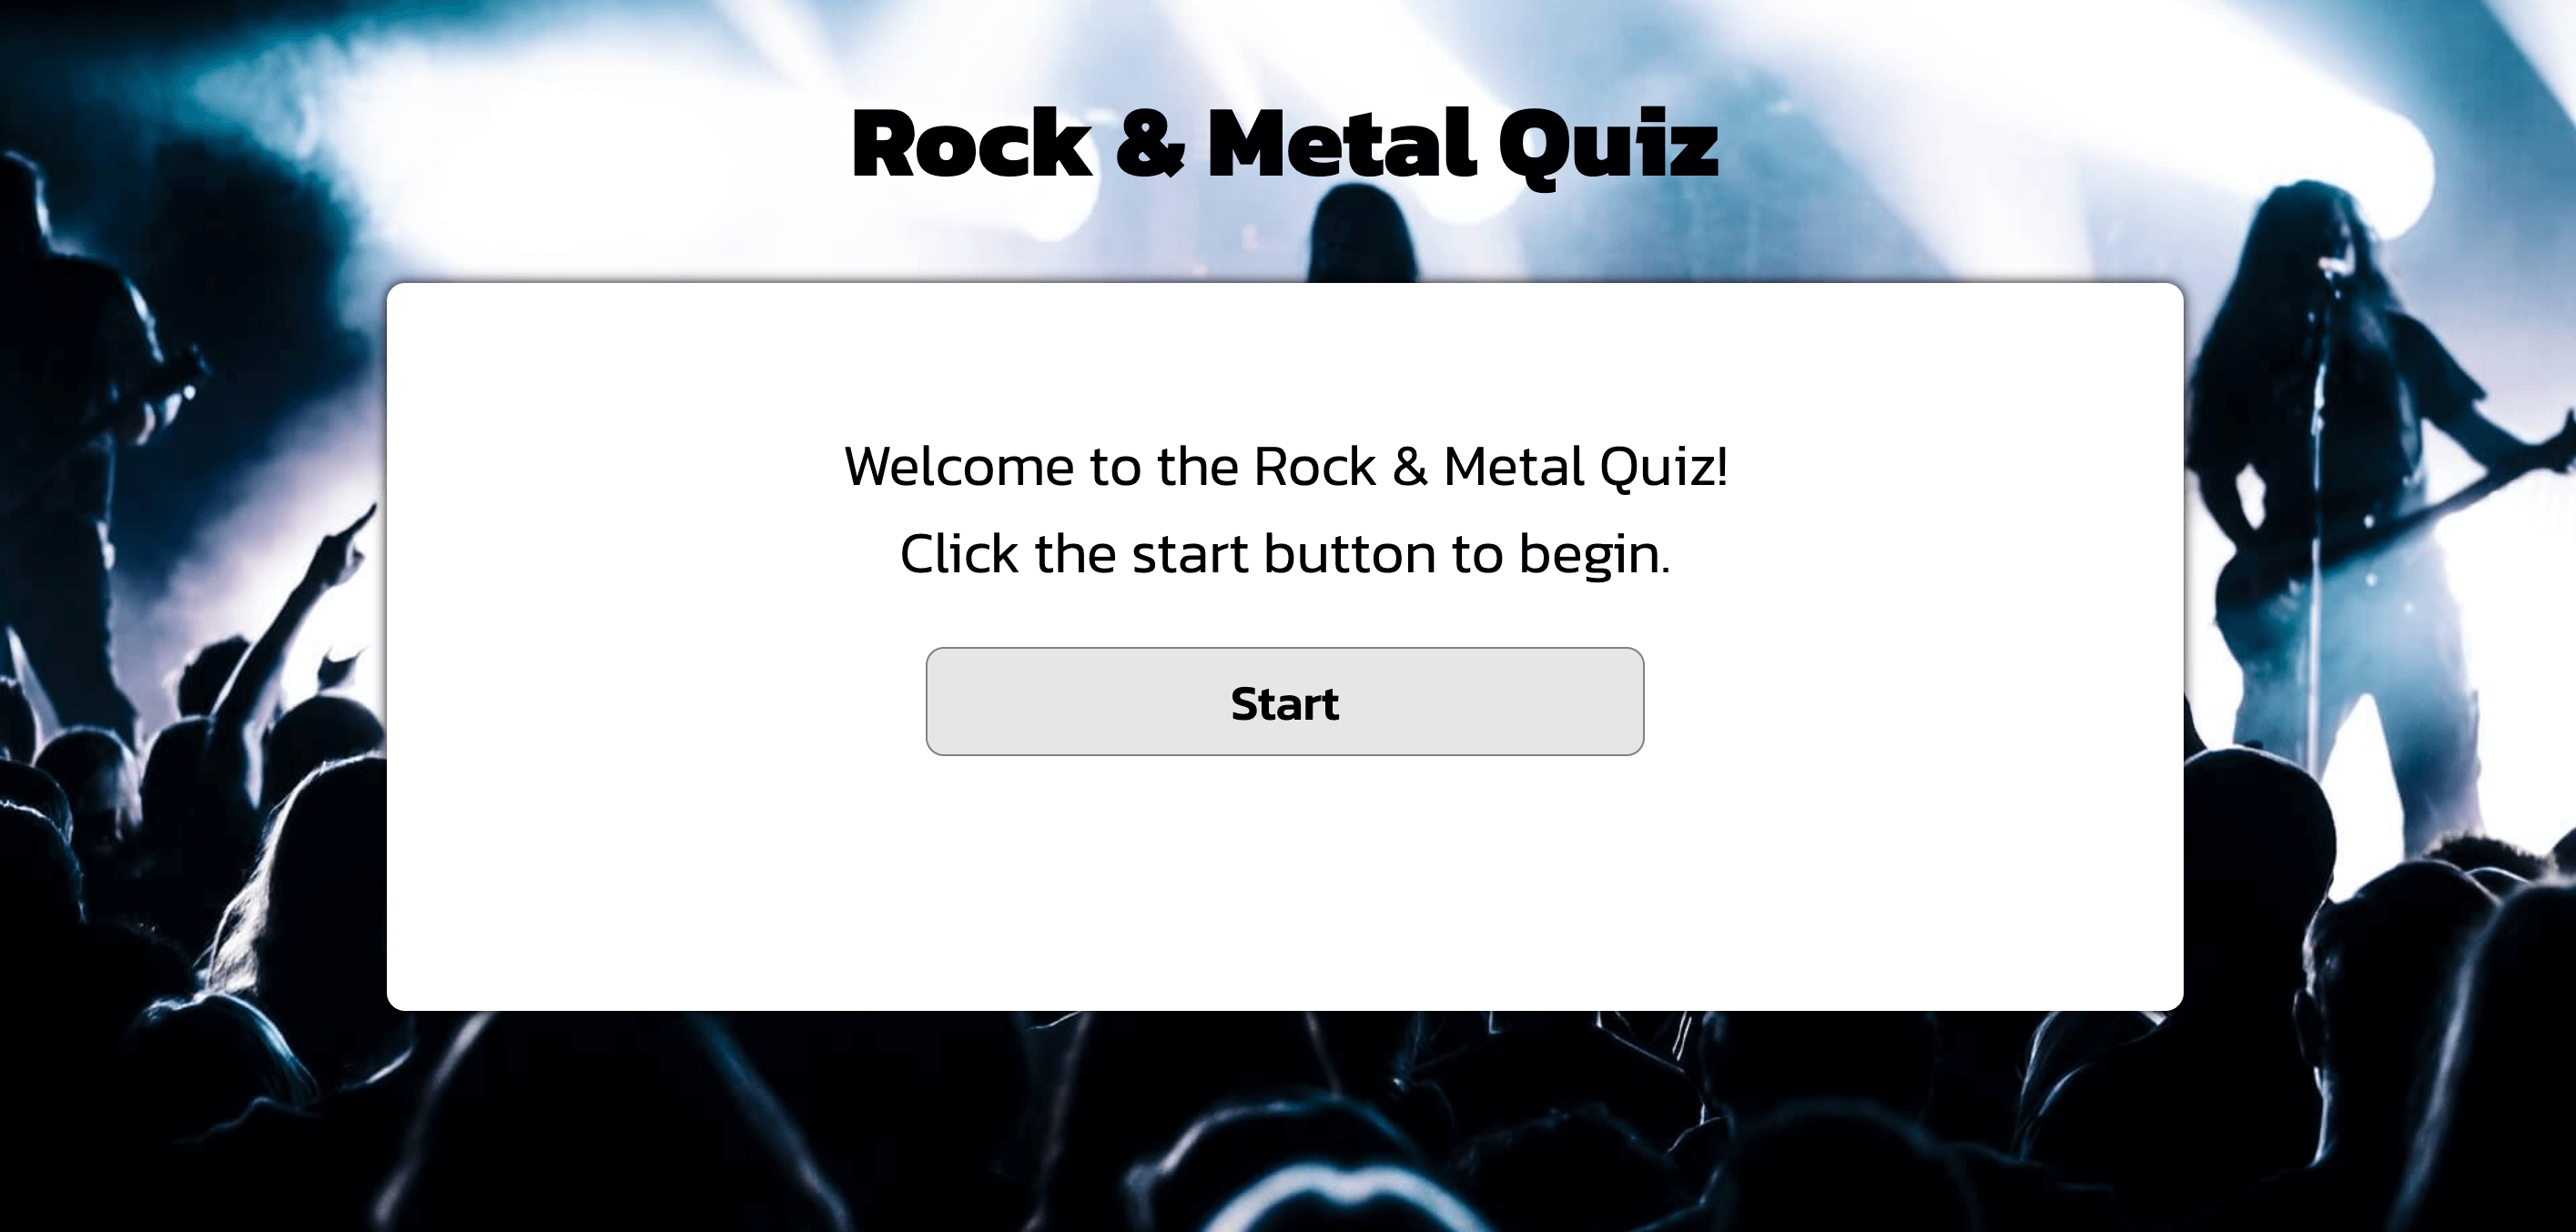 Rock & Metal Quiz
Welcome to the Rock & Metal Quiz!
Click the start button to begin.
Start